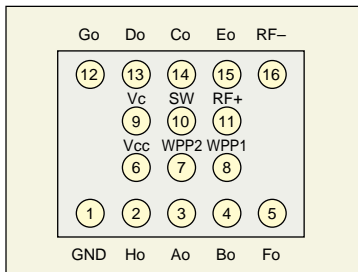 Go Do Co Eo RF–
12 13 14 15 16
Vc SW RF+
9 10 11
Vcc WPP2 WPP1
6 7 8
1 2 3 4 5
GND Ho Ao Bo Fo